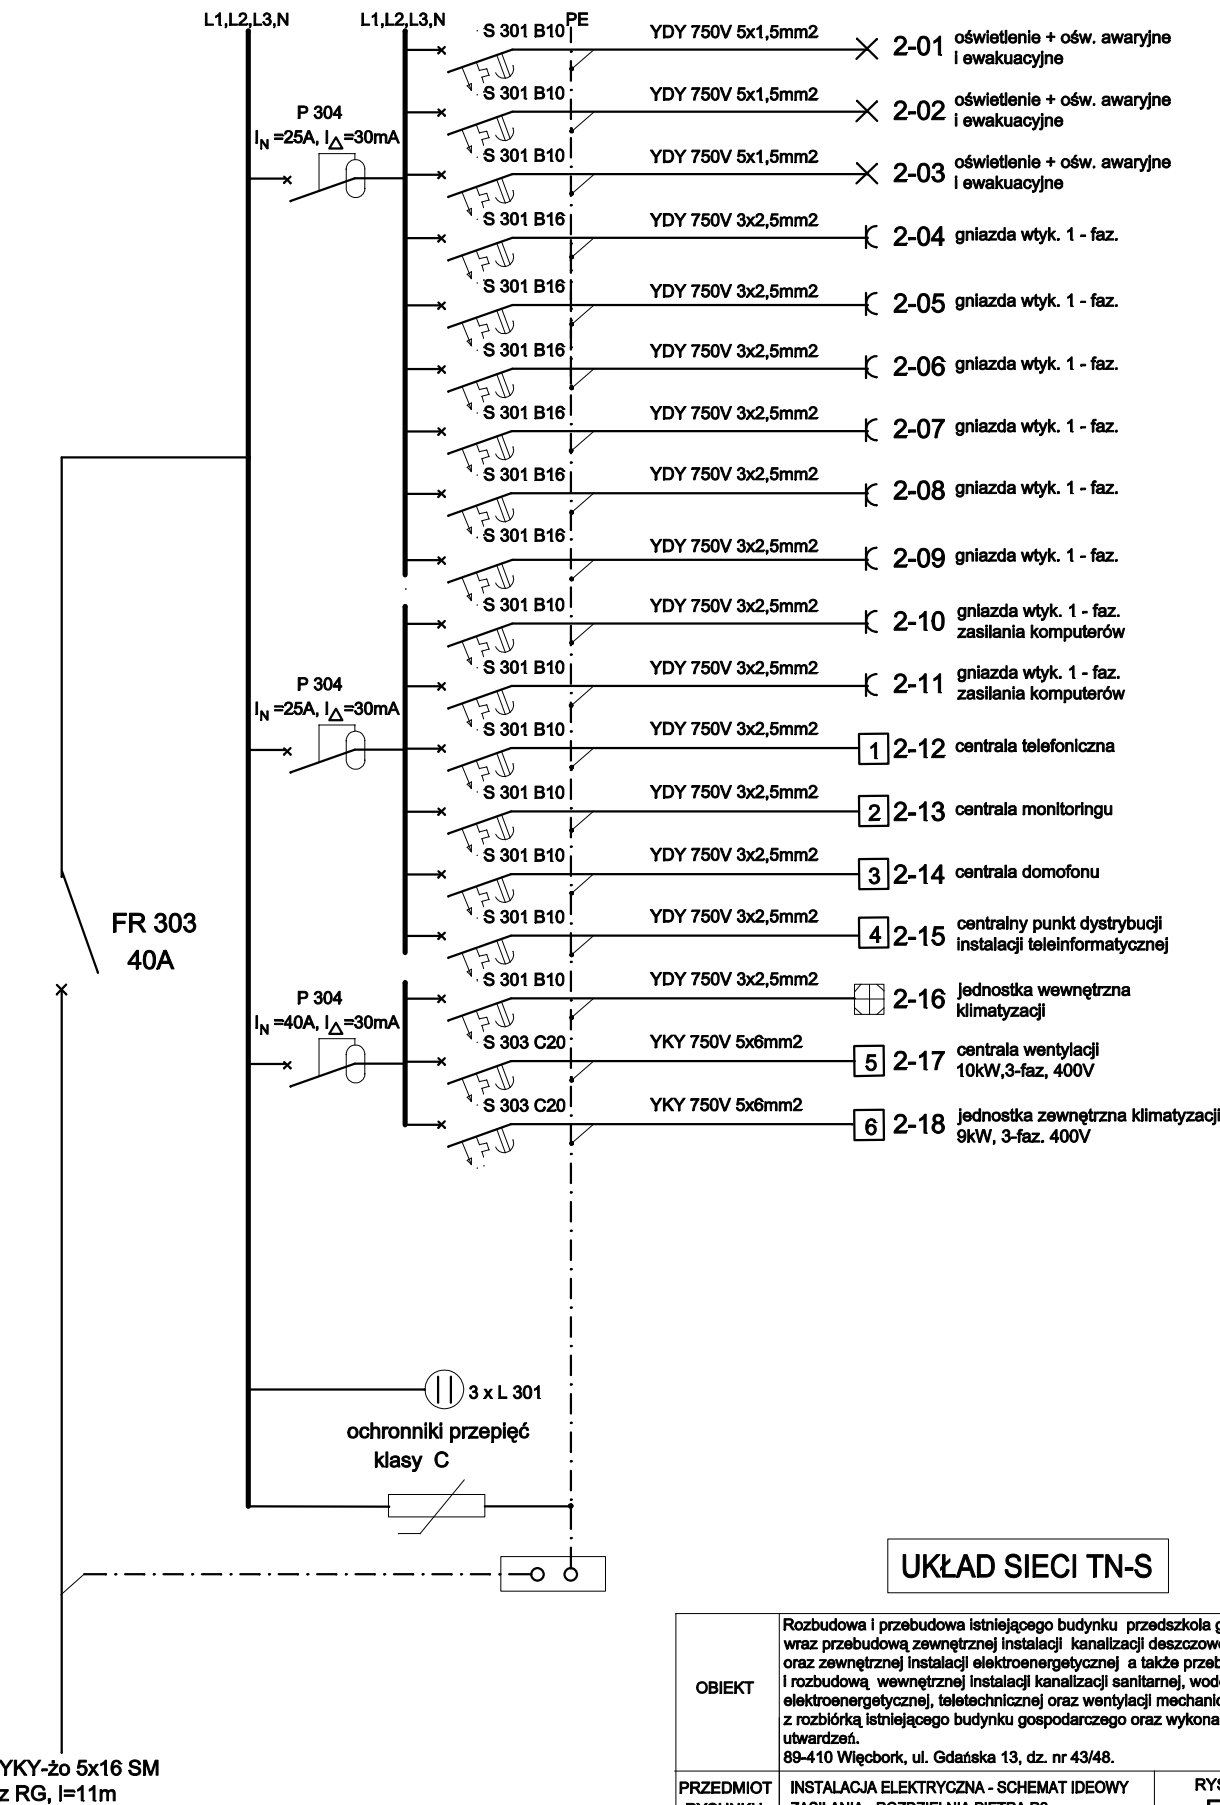 L1,L2,L3,N
L1,L2,L3,N
PE
S 301 B10
YDY 750V 5x1,5mm2
2-01
oświetlenie + ośw. awaryjne
i ewakuacyjne
S 301 B10
YDY 750V 5x1,5mm2
2-02
oświetlenie + ośw. awaryjne
i ewakuacyjne
P 304
IN =25A, I△=30mA
S 301 B10
YDY 750V 5x1,5mm2
2-03
oświetlenie + ośw. awaryjne
i ewakuacyjne
S 301 B16
YDY 750V 3x2,5mm2
2-04
gniazda wtyk. 1 - faz.
S 301 B16
YDY 750V 3x2,5mm2
2-05
gniazda wtyk. 1 - faz.
S 301 B16
YDY 750V 3x2,5mm2
2-06
gniazda wtyk. 1 - faz.
S 301 B16
YDY 750V 3x2,5mm2
2-07
gniazda wtyk. 1 - faz.
S 301 B16
YDY 750V 3x2,5mm2
2-08
gniazda wtyk. 1 - faz.
S 301 B16
YDY 750V 3x2,5mm2
2-09
gniazda wtyk. 1 - faz.
S 301 B10
YDY 750V 3x2,5mm2
2-10
gniazda wtyk. 1 - faz.
zasilania komputerów
S 301 B10
YDY 750V 3x2,5mm2
2-11
gniazda wtyk. 1 - faz.
zasilania komputerów
P 304
IN =25A, I△=30mA
S 301 B10
YDY 750V 3x2,5mm2
1
2-12
centrala telefoniczna
S 301 B10
YDY 750V 3x2,5mm2
2
2-13
centrala monitoringu
S 301 B10
YDY 750V 3x2,5mm2
3
2-14
centrala domofonu
S 301 B10
YDY 750V 3x2,5mm2
4
2-15
centralny punkt dystrybucji
instalacji teleinformatycznej
FR 303
40A
S 301 B10
YDY 750V 3x2,5mm2
2-16
jednostka wewnętrzna
klimatyzacji
P 304
IN =40A, I△=30mA
S 303 C20
YKY 750V 5x6mm2
5
2-17
centrala wentylacji
10kW,3-faz, 400V
S 303 C20
YKY 750V 5x6mm2
6
2-18
jednostka zewnętrzna klimatyzacji
9kW, 3-faz. 400V
3 x L 301
ochronniki przepięć
klasy C
UKŁAD SIECI TN-S
OBIEKT
Rozbudowa i przebudowa istniejącego budynku przedszkola g
wraz przebudową zewnętrznej instalacji kanalizacji deszczow
oraz zewnętrznej instalacji elektroenergetycznej a także przeb
i rozbudową wewnętrznej instalacji kanalizacji sanitarnej, wod
elektroenergetycznej, teletechnicznej oraz wentylacji mechanic
z rozbiórką istniejącego budynku gospodarczego oraz wykona
utwardzeń.
89-410 Więcbork, ul. Gdańska 13, dz. nr 43/48.
YKY-żo 5x16 SM
z RG, l=11m
PRZEDMIOT
INSTALACJA ELEKTRYCZNA - SCHEMAT IDEOWY
RYS